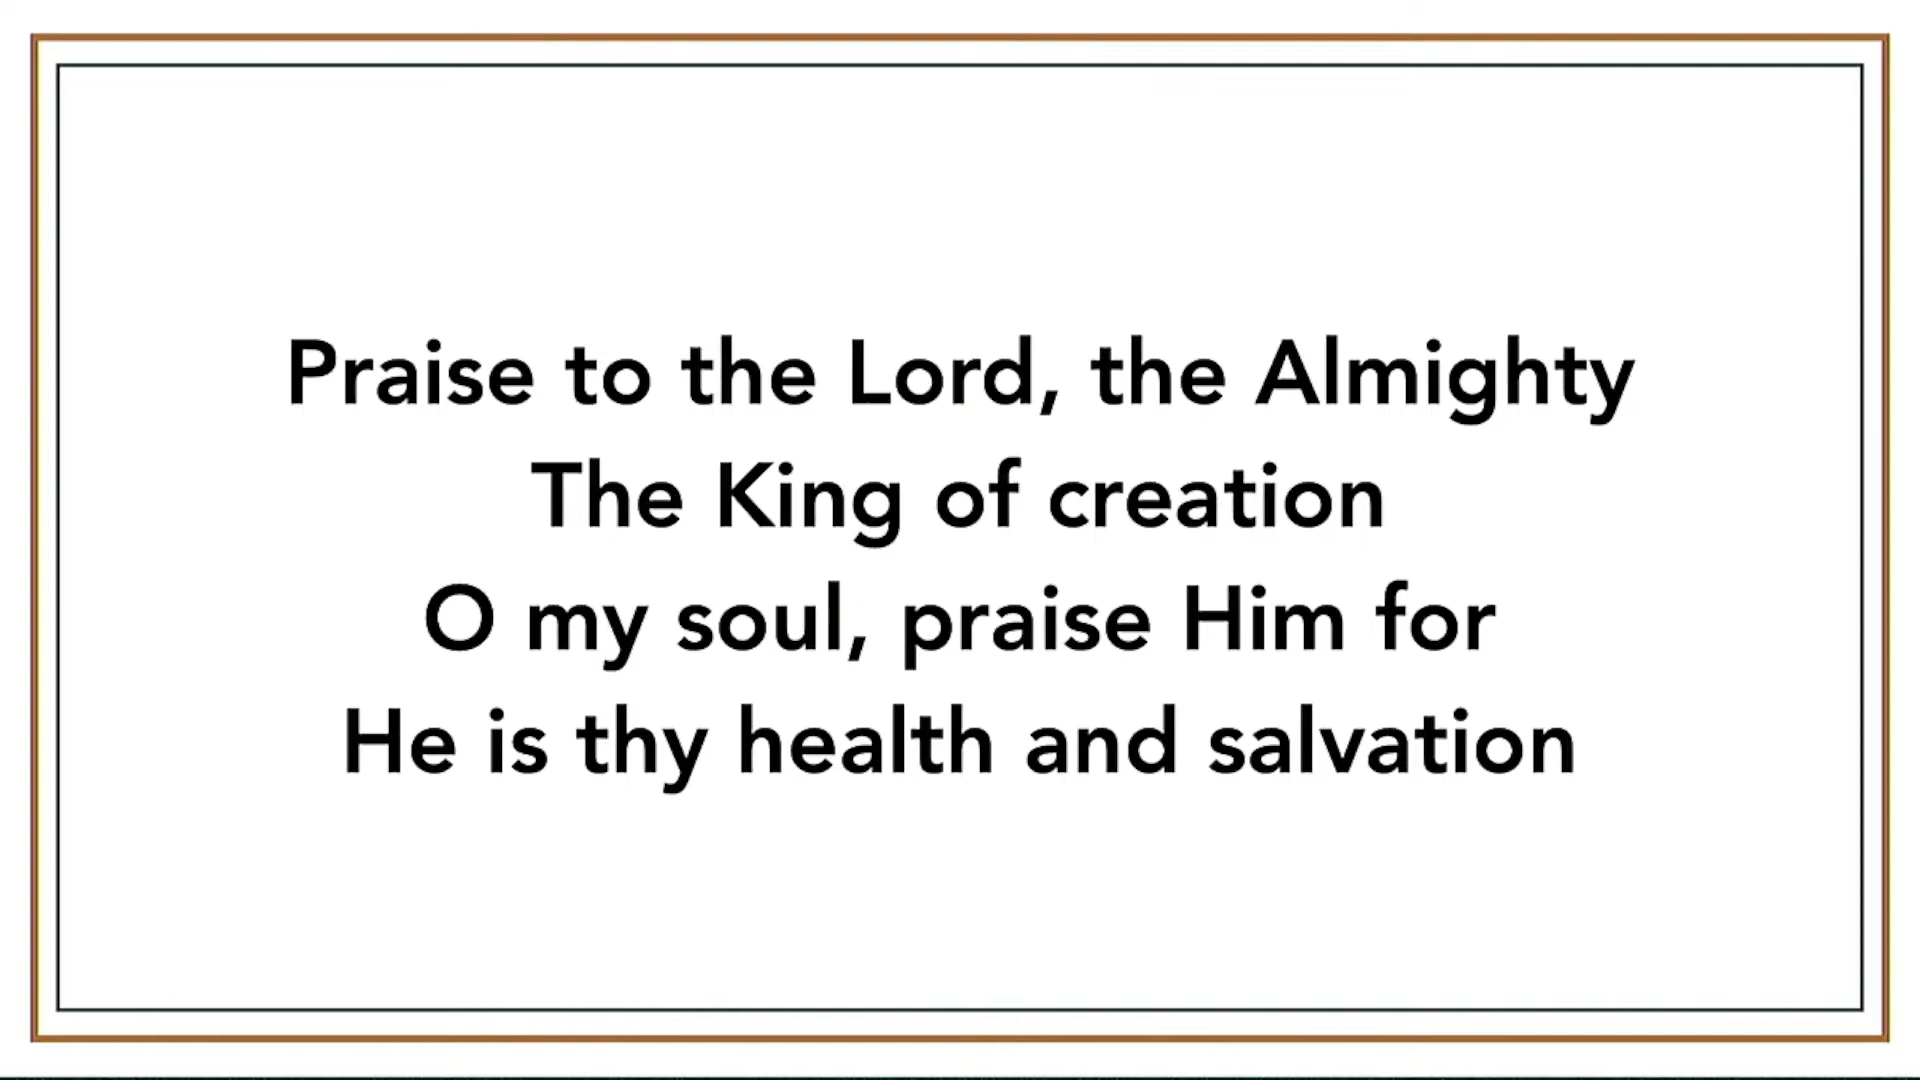 Praise to the Lord, the Almighty
The King of creation
O my soul, praise Him for
He is thy health and salvation